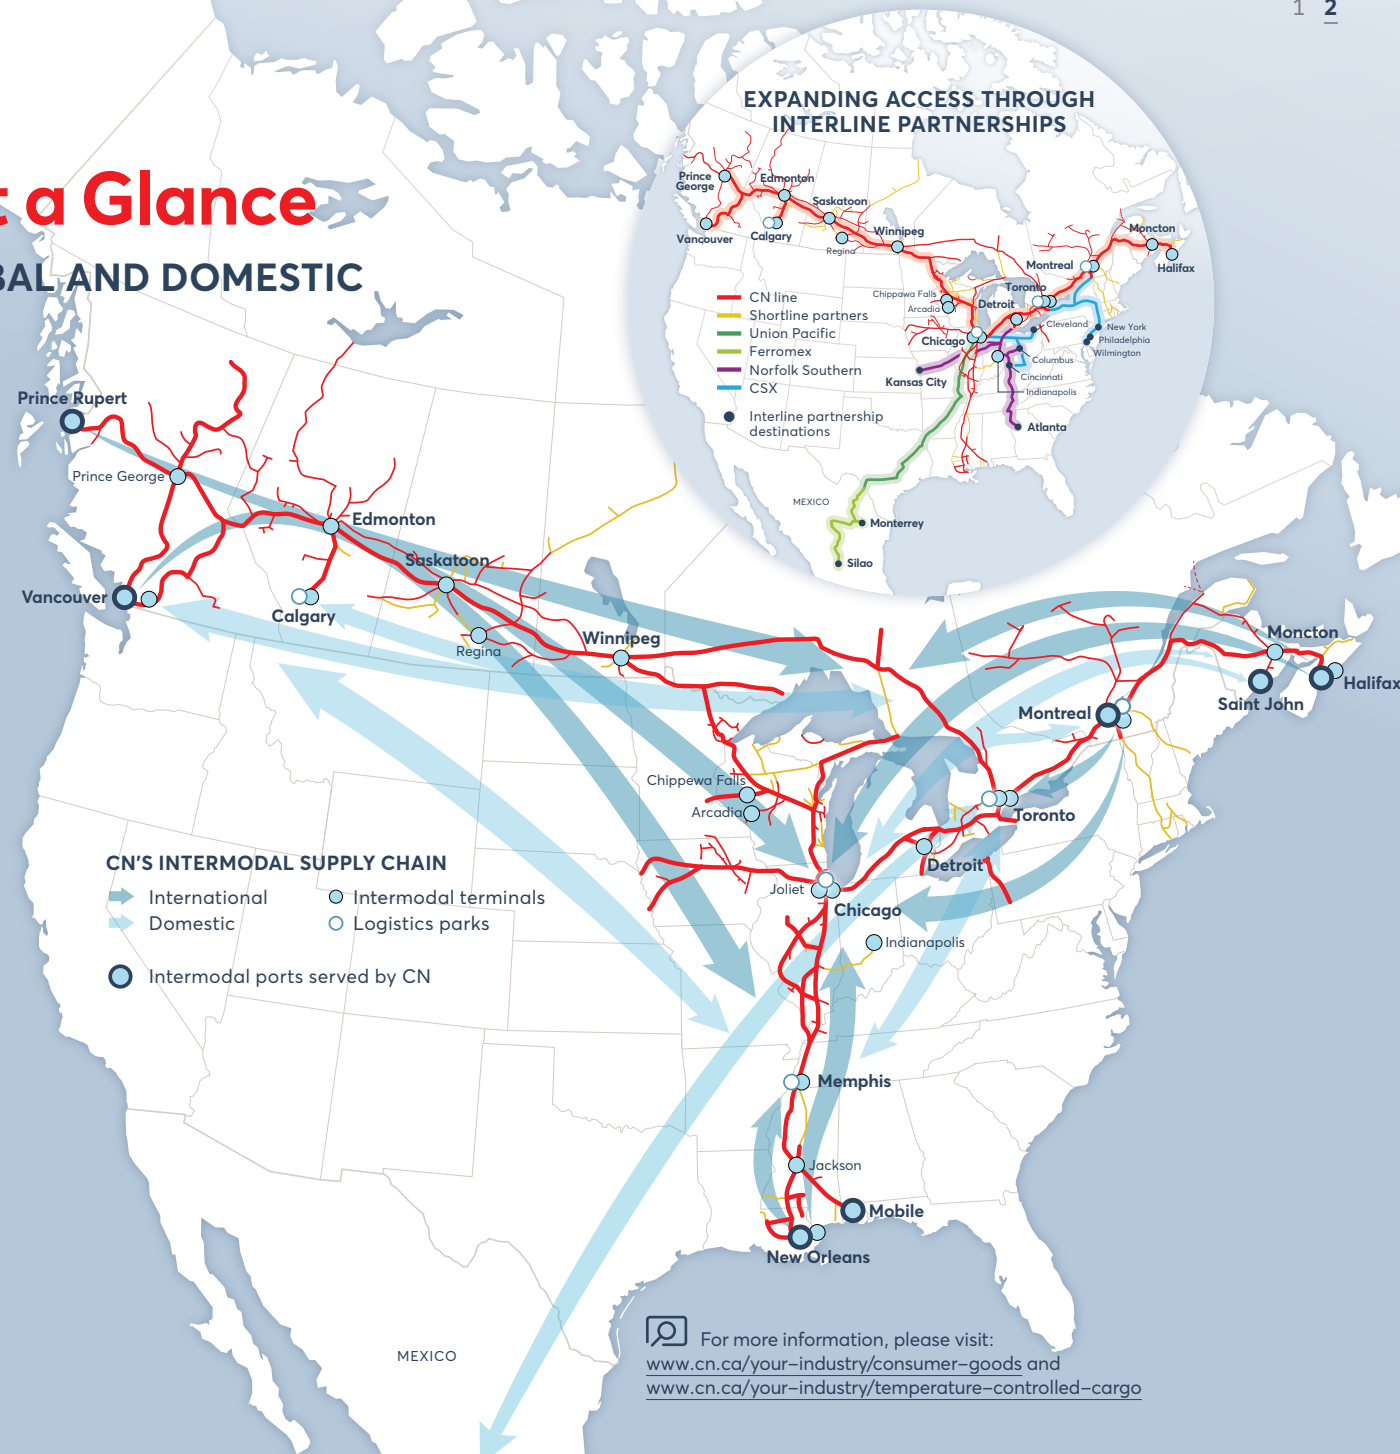 1 2
t a Glance
BAL AND DOMESTIC
EXPANDING ACCESS THROUGH
INTERLINE PARTNERSHIPS
Prince
George
Edmonton
Saskatoon
Vancouver
Calgary
Regina
Winnipeg
Moncton
Halifax
Montreal
Toronto
Chippawa Falls
Arcadia
Detroit
Chicago
Cleveland
New York
Philadelphia
Wilmington
Columbus
Cincinnati
Indianapolis
Kansas City
Atlanta
MEXICO
Monterrey
Silao
CN line
Shortline partners
Union Pacific
Ferromex
Norfolk Southern
CSX
Interline partnership
destinations
Prince Rupert
Prince George
Edmonton
Saskatoon
Vancouver
Calgary
Regina
Winnipeg
Moncton
Halifax
Saint John
Montreal
Chippewa Falls
Arcadia
Toronto
Detroit
Joliet
Chicago
Indianapolis
CN'S INTERMODAL SUPPLY CHAIN
International
Intermodal terminals
Domestic
Logistics parks
Intermodal ports served by CN
Memphis
Jackson
Mobile
New Orleans
MEXICO
For more information, please visit:
www.cn.ca/your-industry/consumer-goods and
www.cn.ca/your-industry/temperature-controlled-cargo